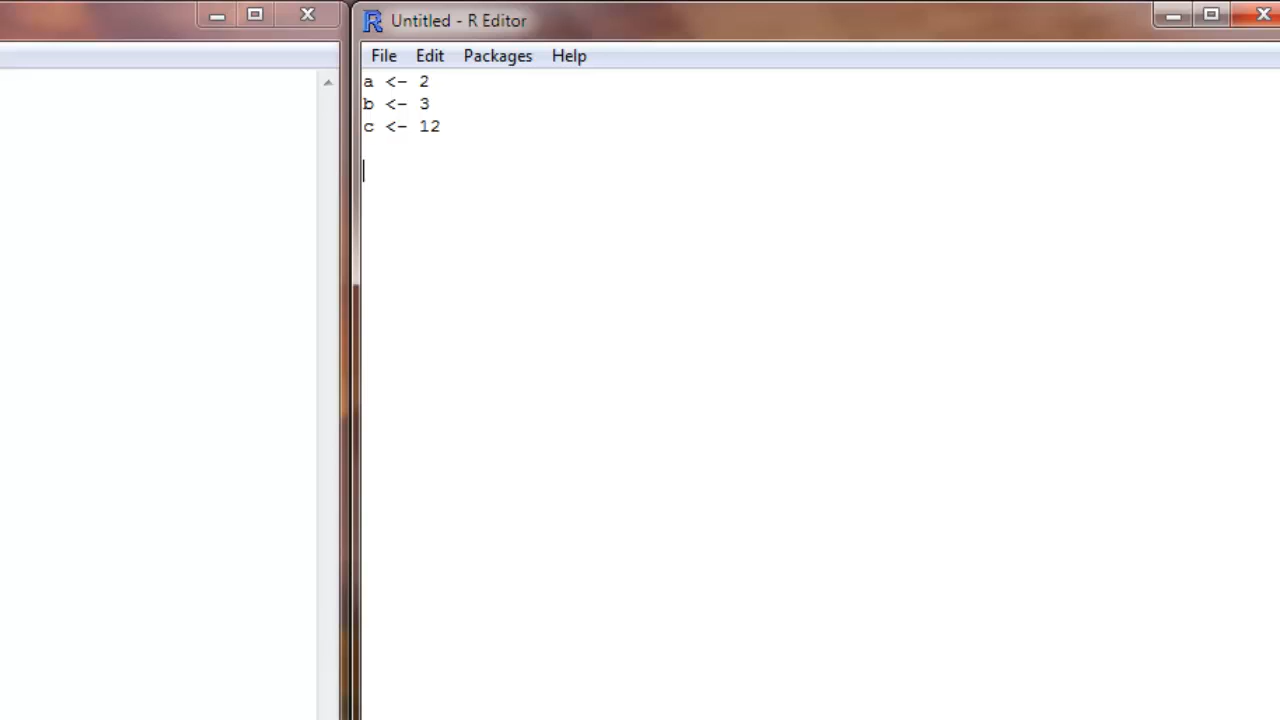 Untitled - R Editor
File Edit Packages Help
a <- 2
b <- 3
c <- 12